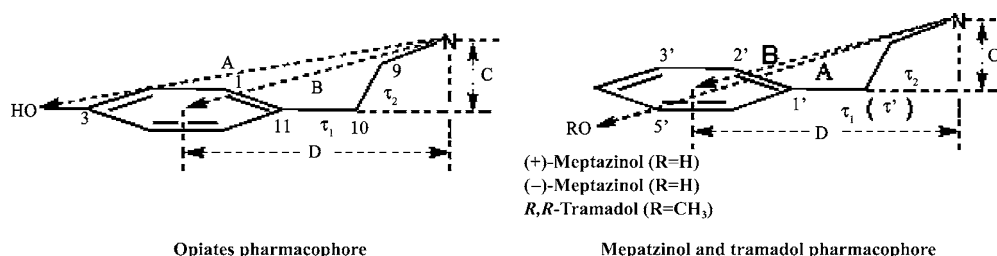 N
A
B
C
1
9
HO
3
τ₂
11
τ₁
10
D
Opiates pharmacophore
N
B
A
C
3'
2'
τ₂
1'
τ₁ ( τ' )
RO
5'
D
(+)-Meptazinol (R=H)
(−)-Meptazinol (R=H)
R,R-Tramadol (R=CH₃)
Mepatzinol and tramadol pharmacophore